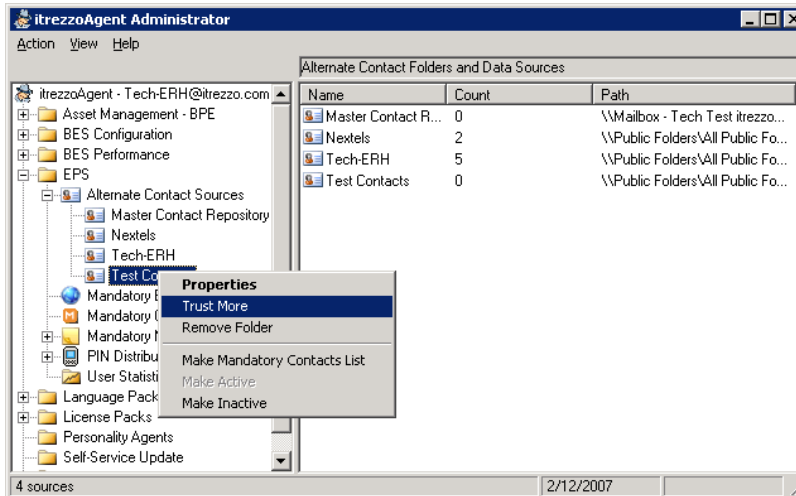 itrezzoAgent Administrator
Action View Help
Alternate Contact Folders and Data Sources
itrezzoAgent - Tech-ERH@itrezzo.com
Asset Management - BPE
BES Configuration
BES Performance
EPS
Alternate Contact Sources
Master Contact Repository
Nextels
Tech-ERH
Test Co
Mandatory
Mandatory
Mandatory
PIN Distribu
User Statisti
Language Pack
License Packs
Personality Agents
Self-Service Update
Name Count Path
Master Contact R... 0 \\Mailbox - Tech Test itrezzo...
Nextels 2 \\Public Folders\All Public Fo...
Tech-ERH 5 \\Public Folders\All Public Fo...
Test Contacts 0 \\Public Folders\All Public Fo...
Properties
Trust More
Remove Folder
Make Mandatory Contacts List
Make Active
Make Inactive
4 sources 2/12/2007